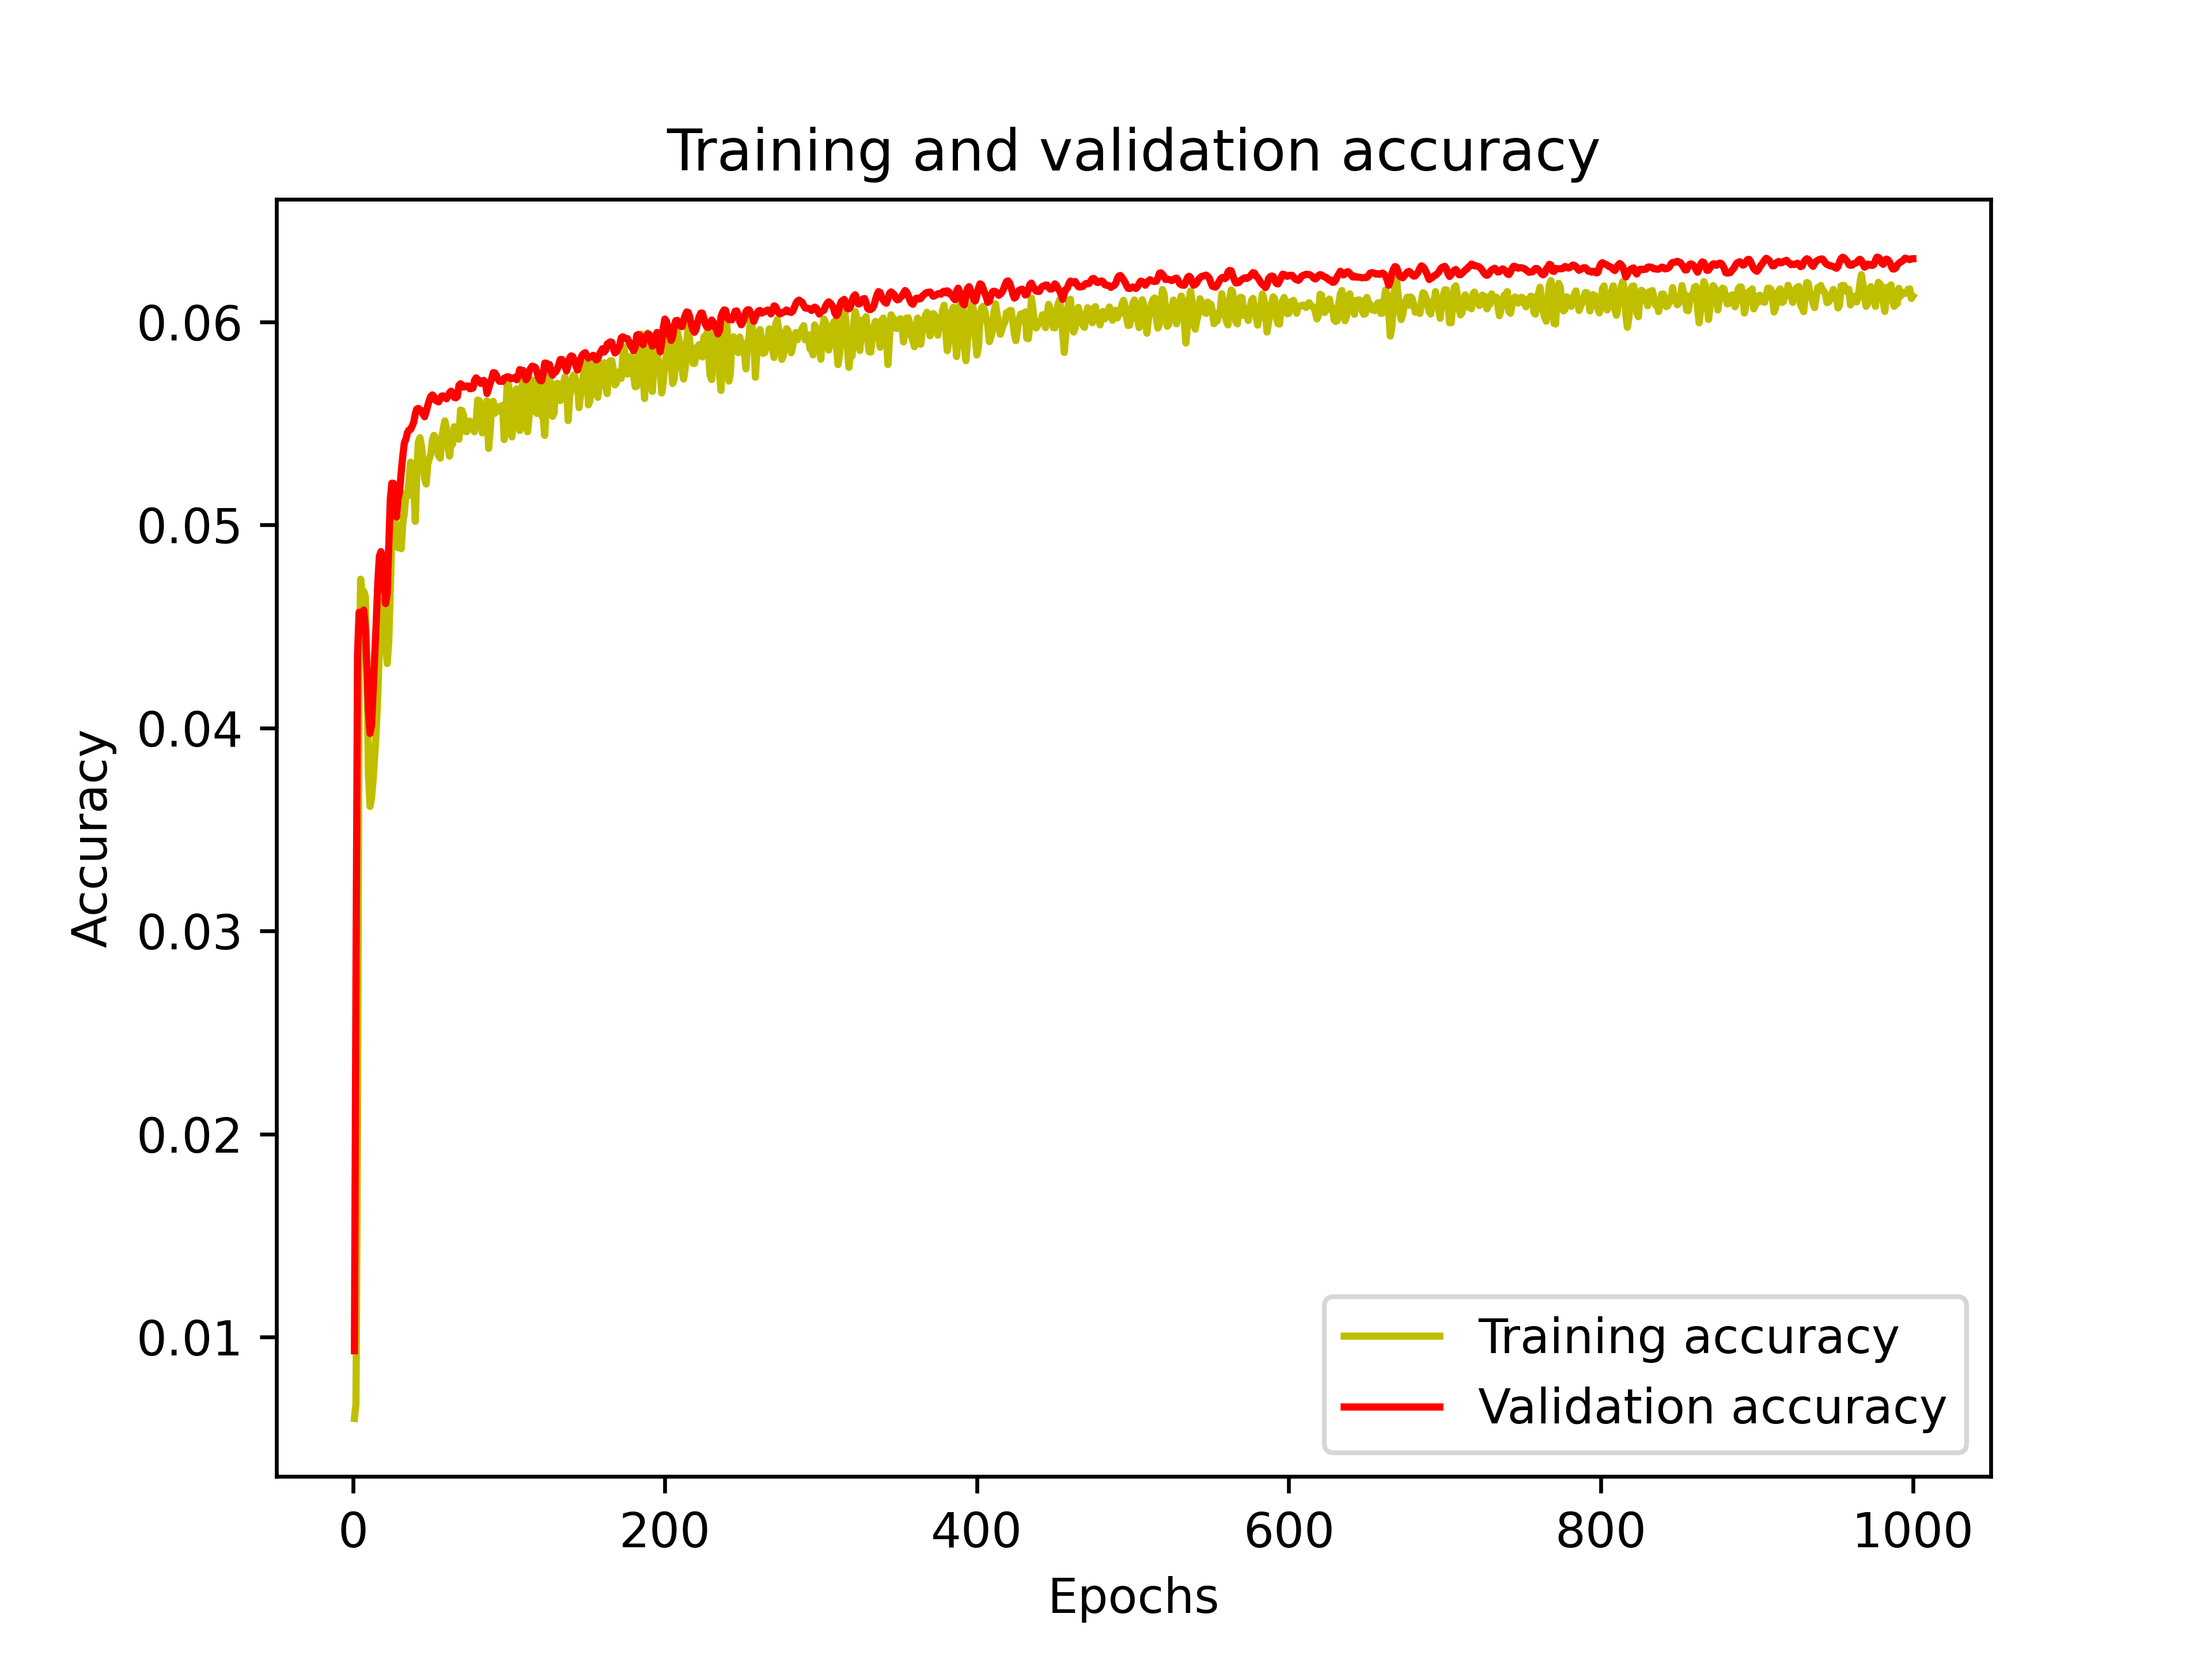 Training and validation accuracy
Accuracy
0.06
0.05
0.04
0.03
0.02
0.01
Training accuracy
Validation accuracy
0 200 400 600 800 1000
Epochs